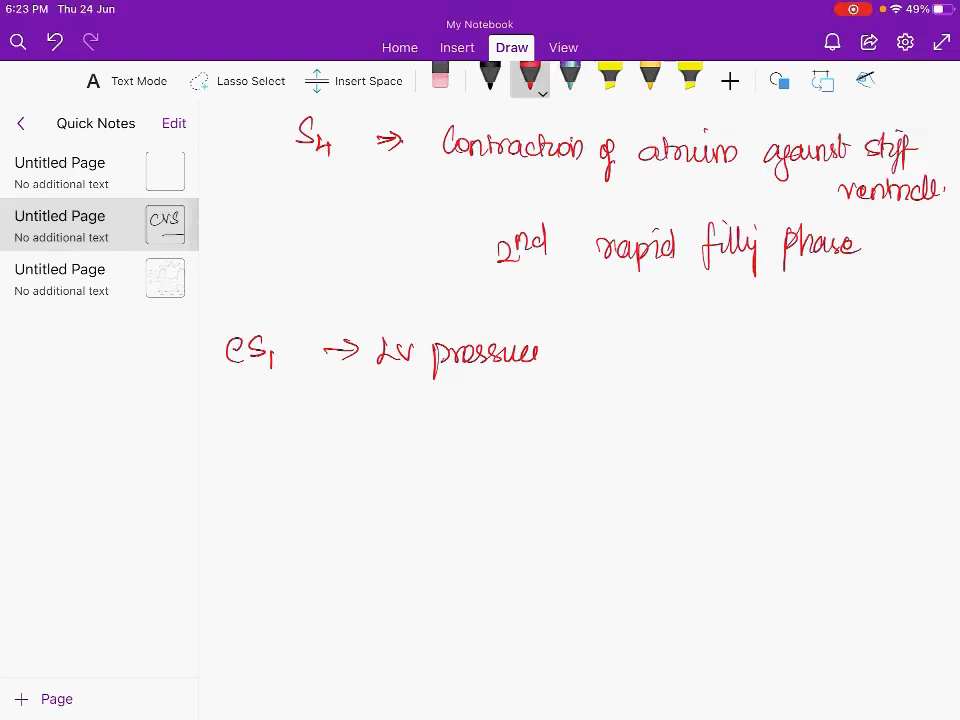 6:23 PM Thu 24 Jun
49%
My Notebook
Home Insert Draw View
Text Mode Lasso Select Insert Space
Quick Notes Edit
Untitled Page
No additional text
Untitled Page
No additional text
CVS
Untitled Page
No additional text
Page
S4 ⇒ Contraction of atrium against stiff
ventricle.
2nd rapid filly phase
CS1 → LV pressure